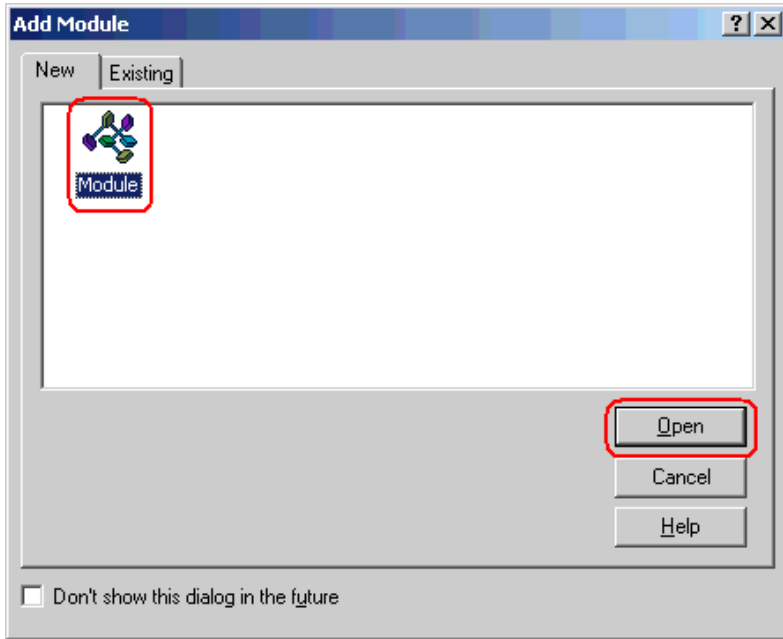 Add Module
New
Existing
Module
Open
Cancel
Help
Don't show this dialog in the future